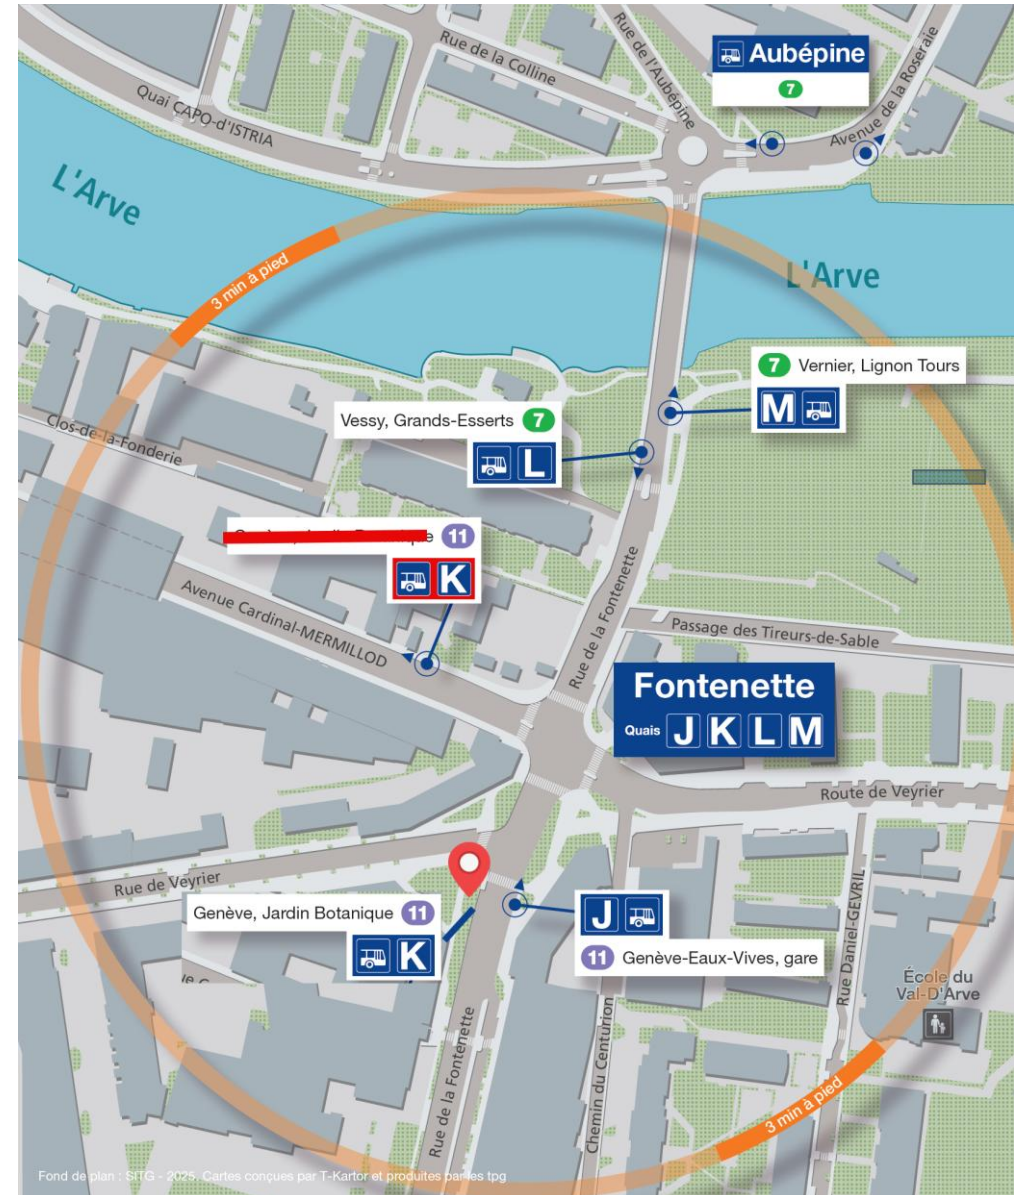 Rue de la Colline
Rue de l'Aubépine
Aubépine
7
Avenue de la Roseraie
Quai CAPO-d'ISTRIA
L'Arve
3 min à pied
L'Arve
7 Vernier, Lignon Tours
M
Vessy, Grands-Esserts 7
L
Clos-de-la-Fonderie
11
K
Avenue Cardinal-MERMILLOD
Rue de la Fontenette
Passage des Tireurs-de-Sable
Fontenette
Quais J K L M
Route de Veyrier
Rue de Veyrier
Genève, Jardin Botanique 11
K
J
11 Genève-Eaux-Vives, gare
Rue Daniel-GEVRIL
École du
Val-D'Arve
Rue de la Fontenette
Chemin du Centurion
3 min à pied
Fond de plan : SITG - 2025. Cartes conçues par T-Kartor et produites par les tpg